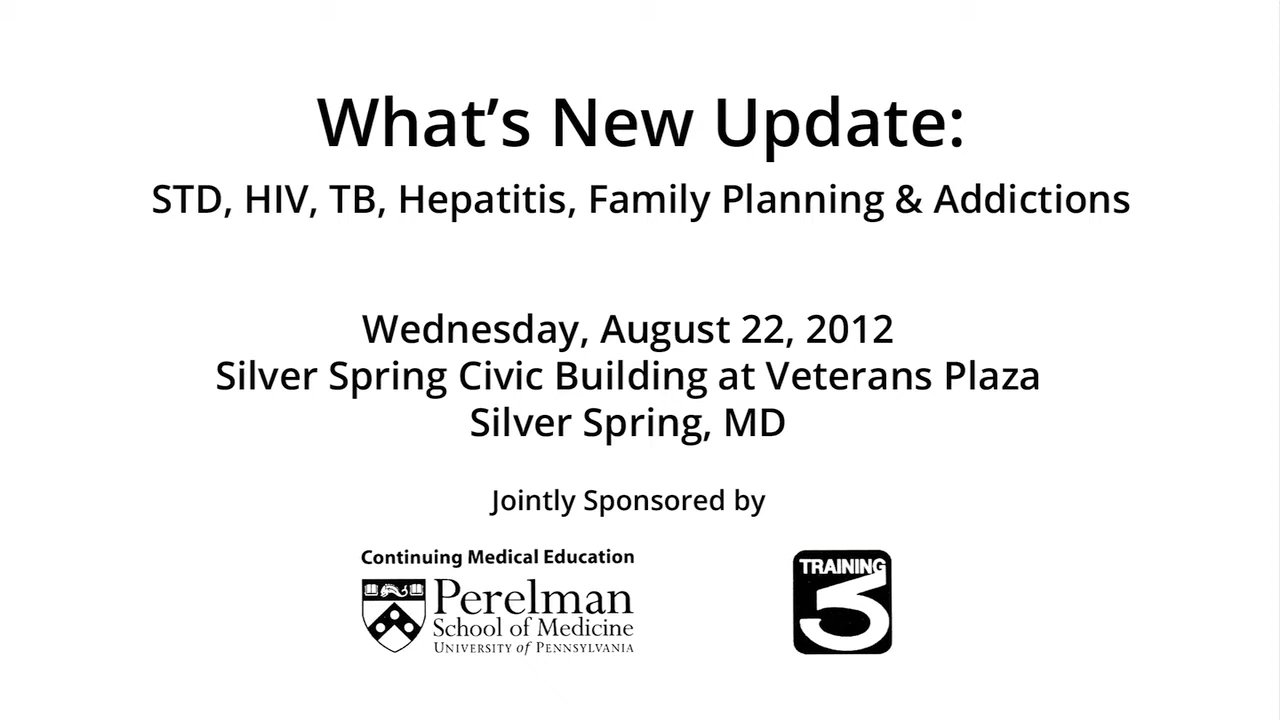 What’s New Update:
STD, HIV, TB, Hepatitis, Family Planning & Addictions
Wednesday, August 22, 2012
Silver Spring Civic Building at Veterans Plaza
Silver Spring, MD
Jointly Sponsored by
Continuing Medical Education
Perelman
School of Medicine
University of Pennsylvania
TRAINING
3